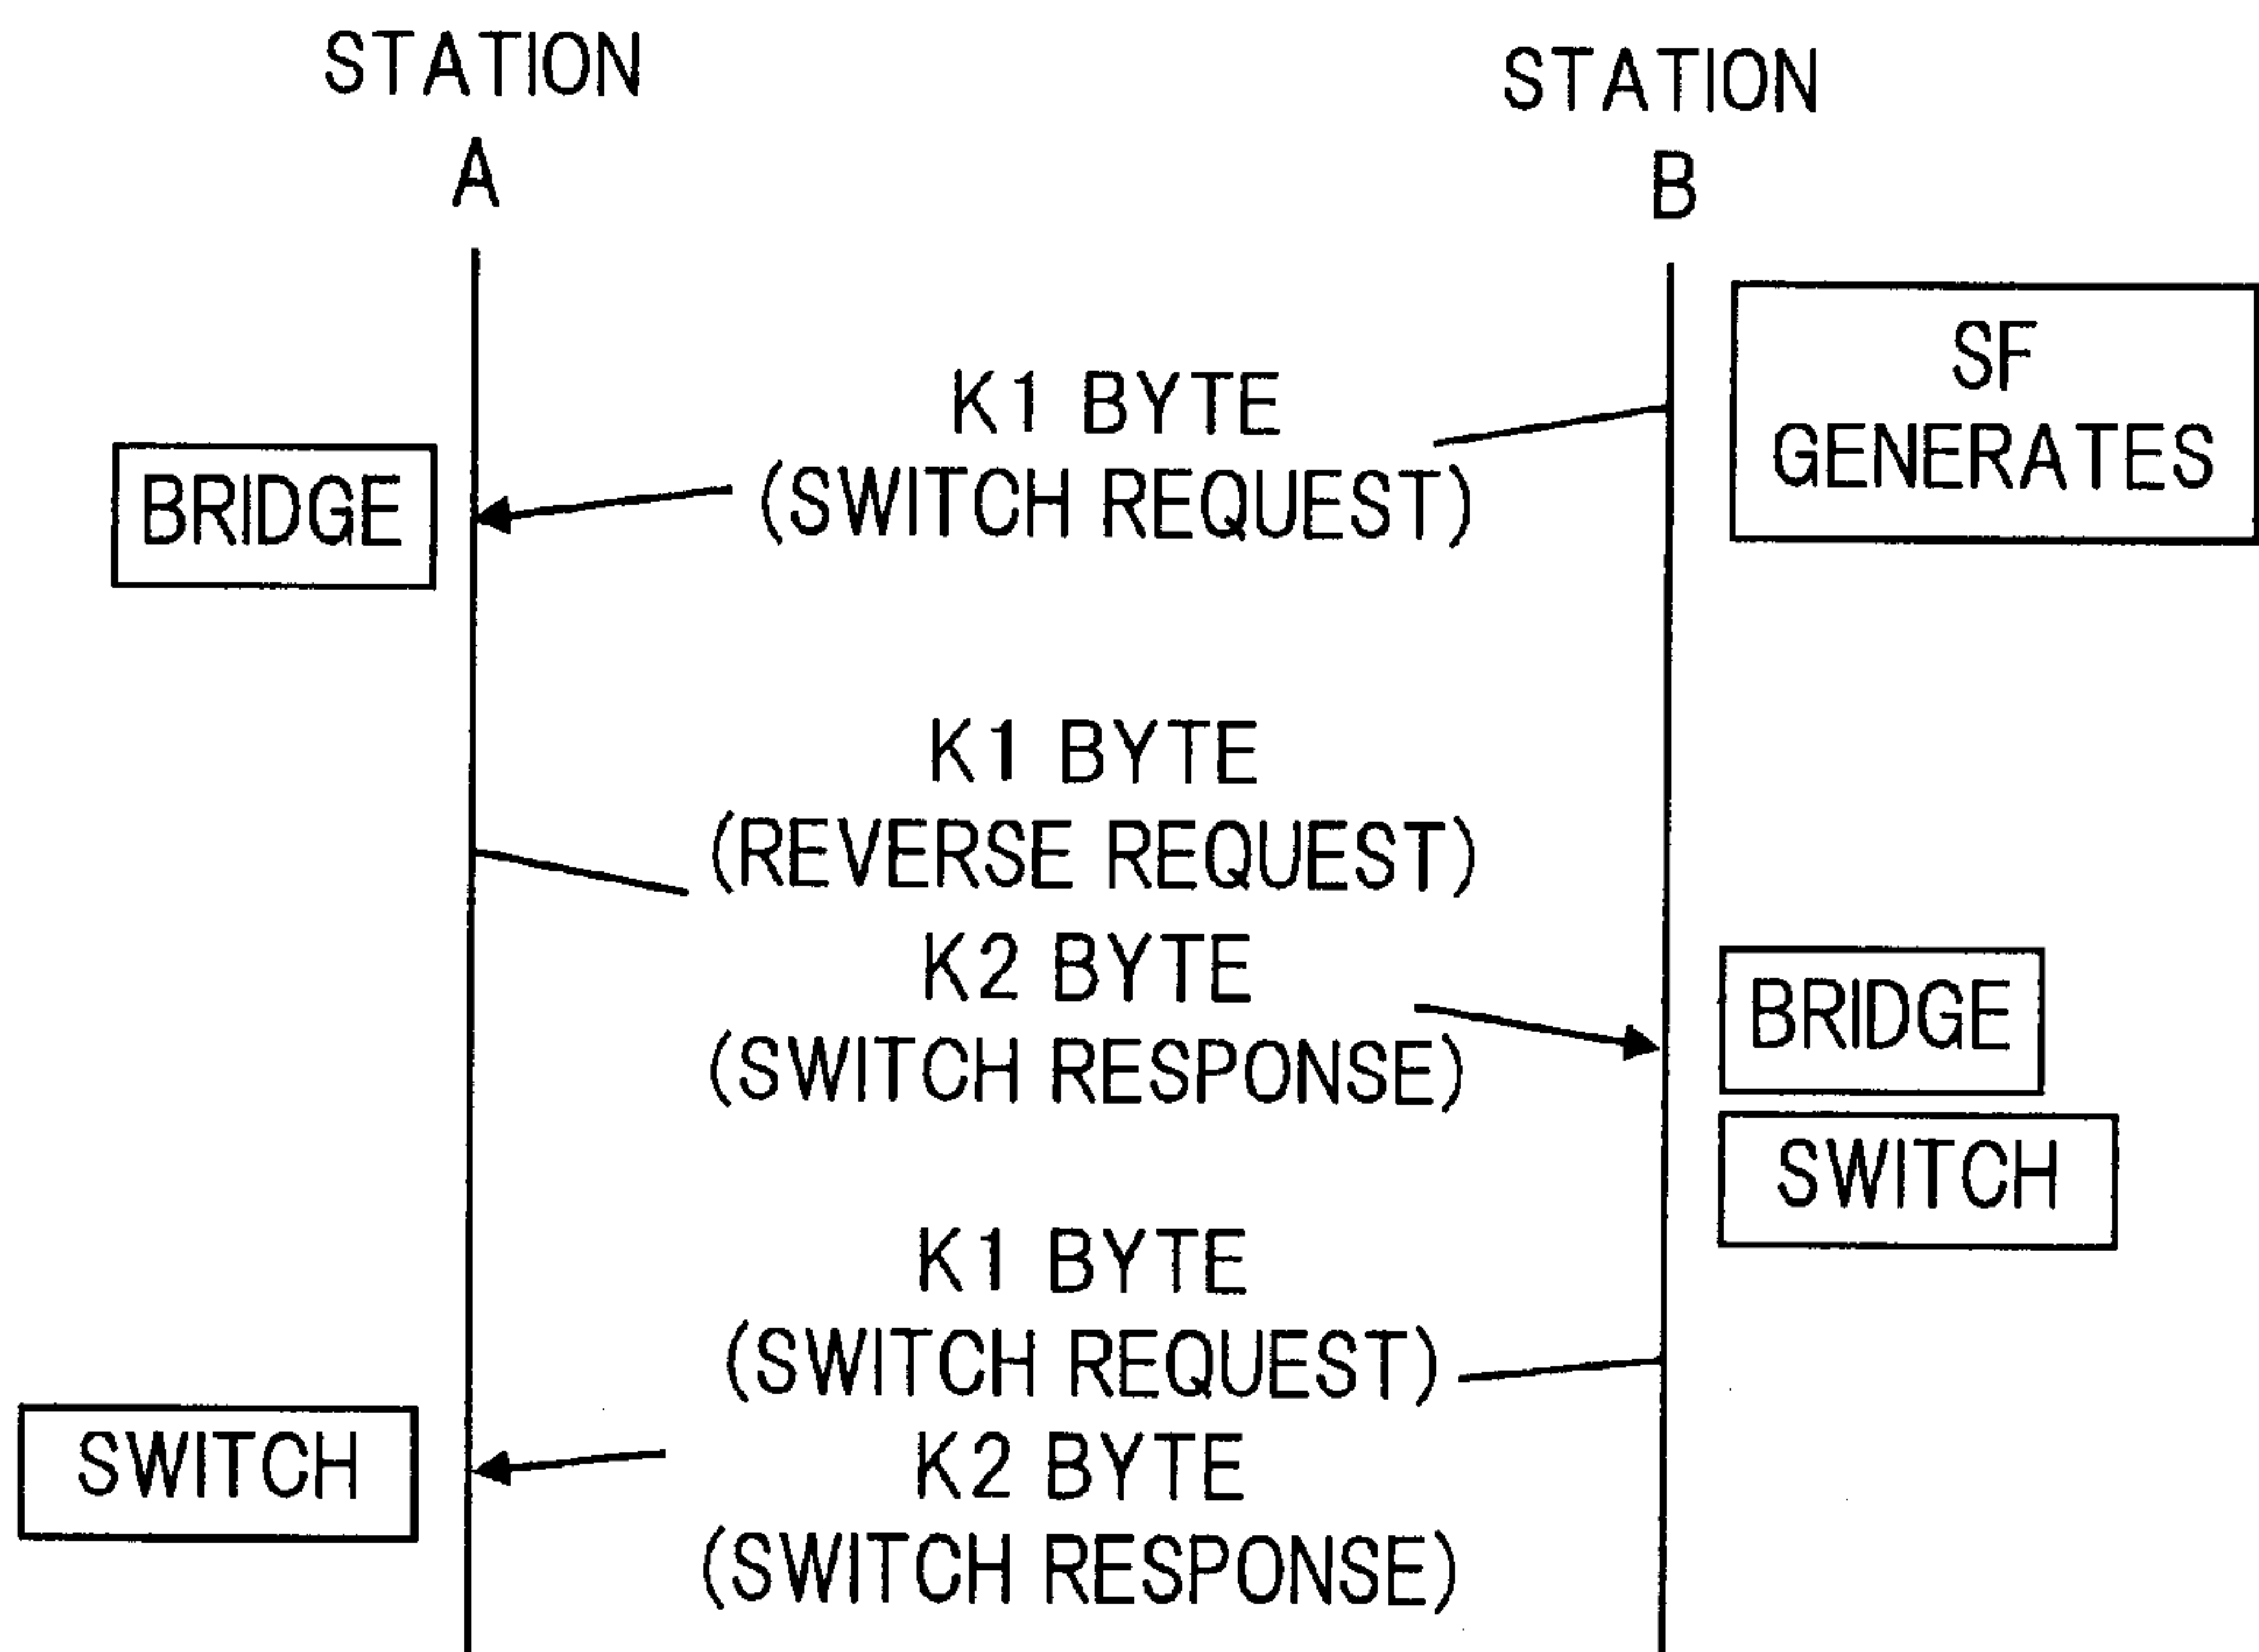 STATION
A
STATION
B
SF
GENERATES
K1 BYTE
(SWITCH REQUEST)
BRIDGE
K1 BYTE
(REVERSE REQUEST)
K2 BYTE
(SWITCH RESPONSE)
BRIDGE
SWITCH
K1 BYTE
(SWITCH REQUEST)
K2 BYTE
(SWITCH RESPONSE)
SWITCH